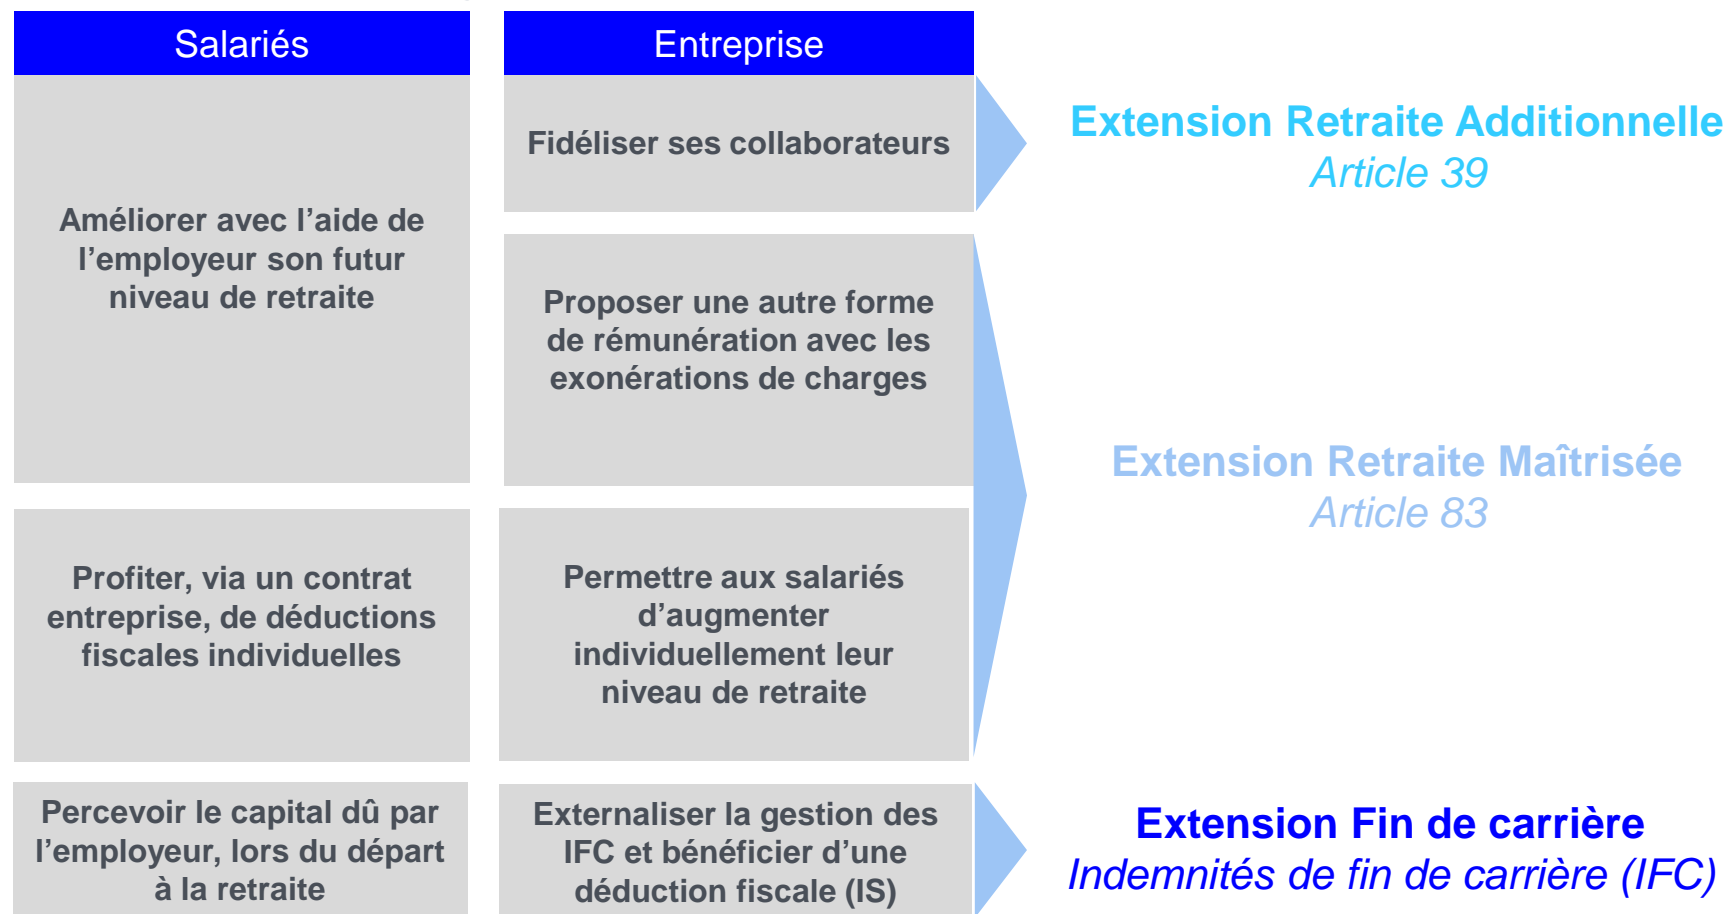 Salariés
Entreprise
Améliorer avec l’aide de
l’employeur son futur
niveau de retraite
Fidéliser ses collaborateurs
Extension Retraite Additionnelle
Article 39
Proposer une autre forme
de rémunération avec les
exonérations de charges
Extension Retraite Maîtrisée
Article 83
Profiter, via un contrat
entreprise, de déductions
fiscales individuelles
Permettre aux salariés
d’augmenter
individuellement leur
niveau de retraite
Percevoir le capital dû par
l’employeur, lors du départ
à la retraite
Externaliser la gestion des
IFC et bénéficier d’une
déduction fiscale (IS)
Extension Fin de carrière
Indemnités de fin de carrière (IFC)